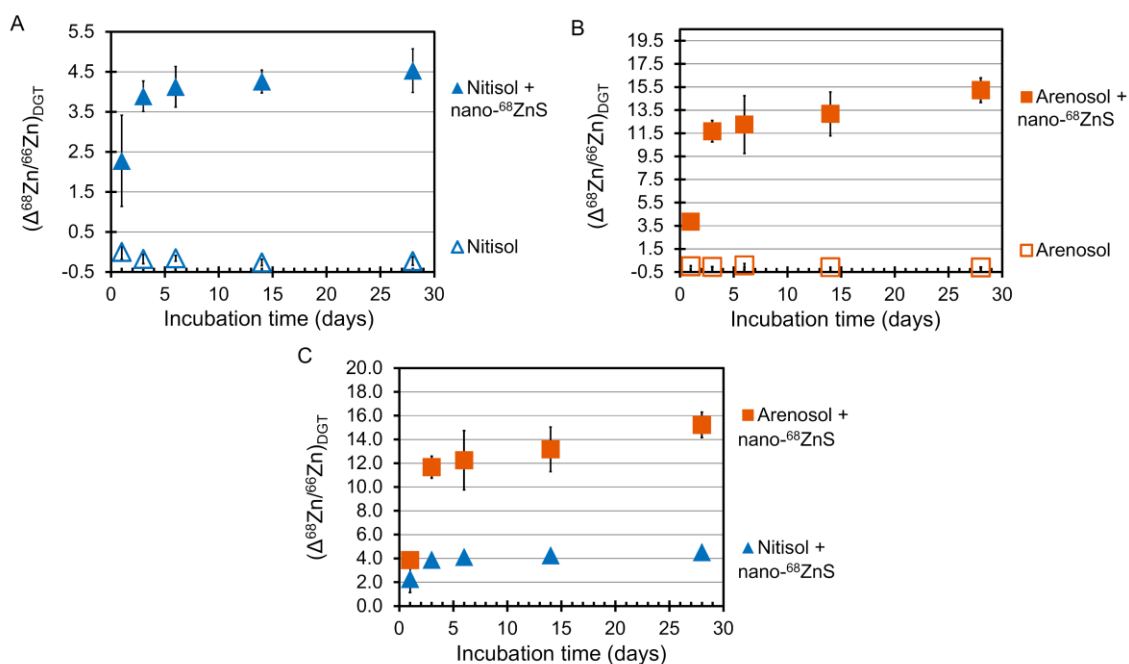 A
5.5
4.5
3.5
2.5
1.5
0.5
-0.5
0 5 10 15 20 25 30
(Δ⁶⁸Zn/⁶⁶Zn)DGT
Incubation time (days)
Nitisol +
nano-⁶⁸ZnS
Nitisol
B
19.5
17.5
15.5
13.5
11.5
9.5
7.5
5.5
3.5
1.5
-0.5
0 5 10 15 20 25 30
(Δ⁶⁸Zn/⁶⁶Zn)DGT
Incubation time (days)
Arenosol +
nano-⁶⁸ZnS
Arenosol
C
20.0
18.0
16.0
14.0
12.0
10.0
8.0
6.0
4.0
2.0
0.0
0 5 10 15 20 25 30
(Δ⁶⁸Zn/⁶⁶Zn)DGT
Incubation time (days)
Arenosol +
nano-⁶⁸ZnS
Nitisol +
nano-⁶⁸ZnS